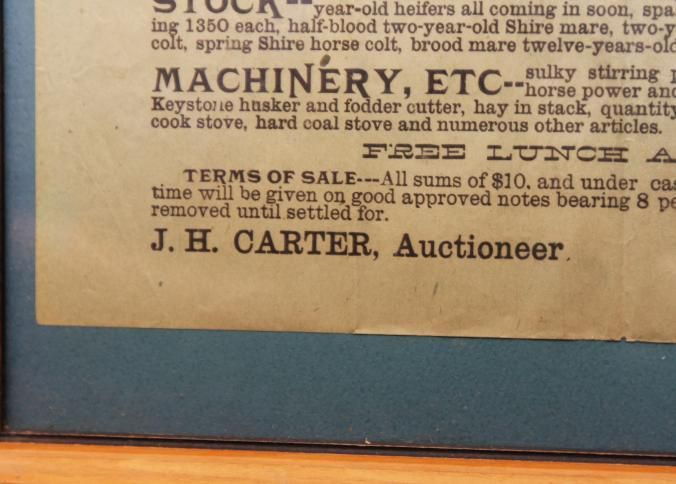 STOCK--year-old heifers all coming in soon, spa
ing 1350 each, half-blood two-year-old Shire mare, two-y
colt, spring Shire horse colt, brood mare twelve-years-old
MACHINERY, ETC--sulky stirring p
horse power and
Keystone husker and fodder cutter, hay in stack, quantity
cook stove, hard coal stove and numerous other articles.
FREE LUNCH A
TERMS OF SALE---All sums of $10. and under cas
time will be given on good approved notes bearing 8 pe
removed until settled for.
J. H. CARTER, Auctioneer.